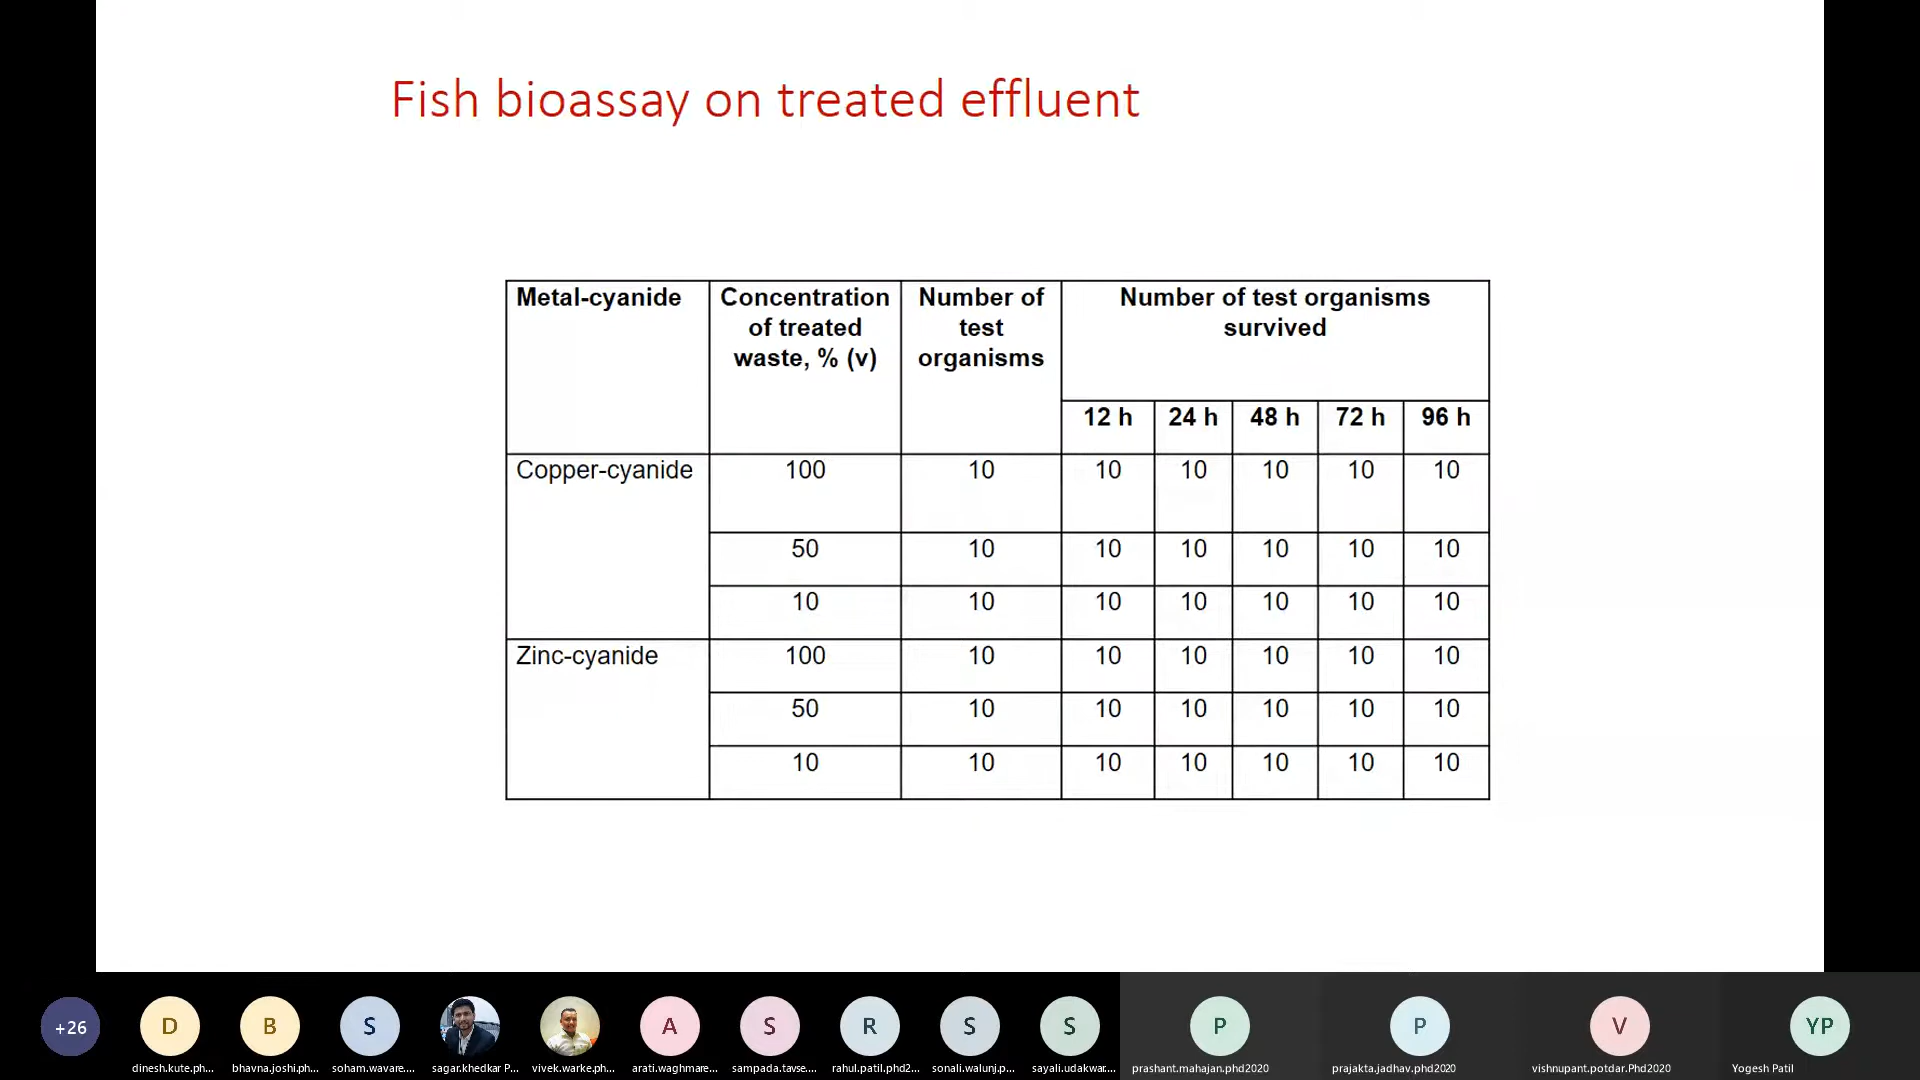 Fish bioassay on treated effluent
Metal-cyanide Concentration of treated waste, % (v) Number of test organisms Number of test organisms survived
12 h 24 h 48 h 72 h 96 h
Copper-cyanide 100 10 10 10 10 10 10
50 10 10 10 10 10 10
10 10 10 10 10 10 10
Zinc-cyanide 100 10 10 10 10 10 10
50 10 10 10 10 10 10
10 10 10 10 10 10 10
+26 D B S A S R S S P P V YP
dinesh.kute.ph... bhavna.joshi.ph... soham.wavare.... sagar.khedkar P... vivek.warke.ph... arati.waghmare... sampada.tavse.... rahul.patil.phd2... sonali.walunj.p... sayali.udakwar.... prashant.mahajan.phd2020 prajakta.jadhav.phd2020 vishnupant.potdar.Phd2020 Yogesh Patil